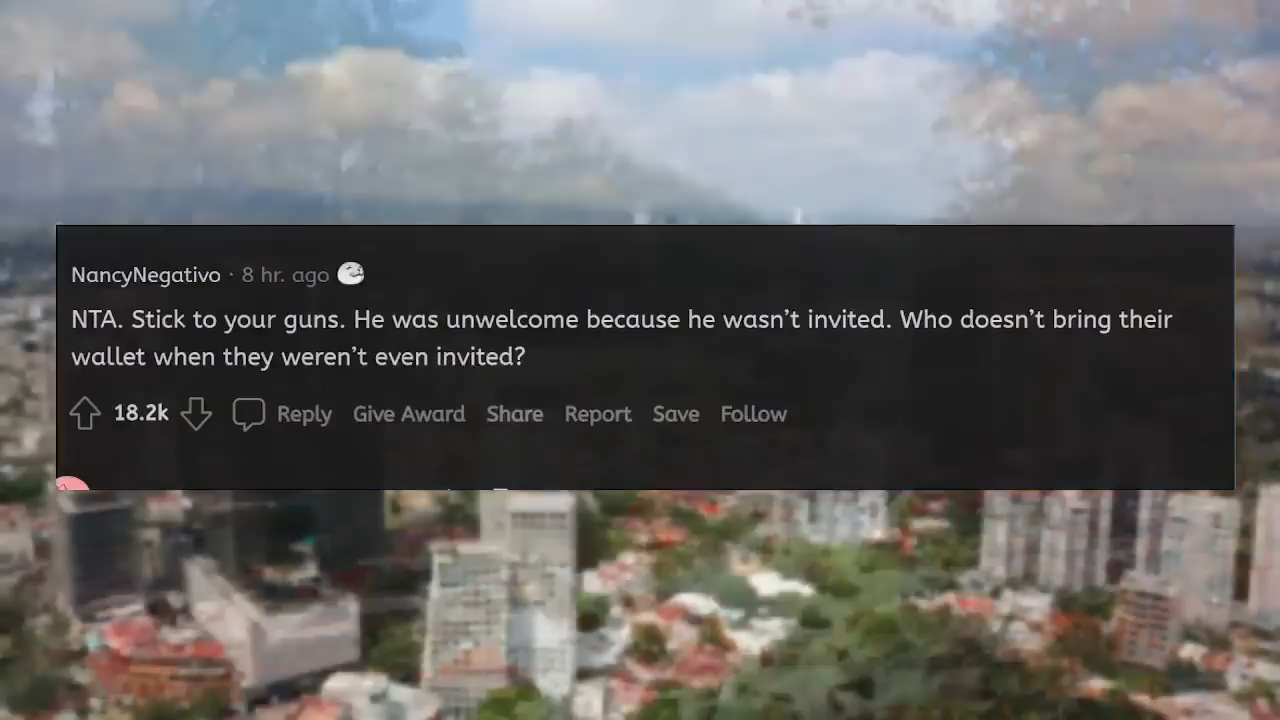 NancyNegativo · 8 hr. ago
NTA. Stick to your guns. He was unwelcome because he wasn’t invited. Who doesn’t bring their
wallet when they weren’t even invited?
18.2k Reply Give Award Share Report Save Follow